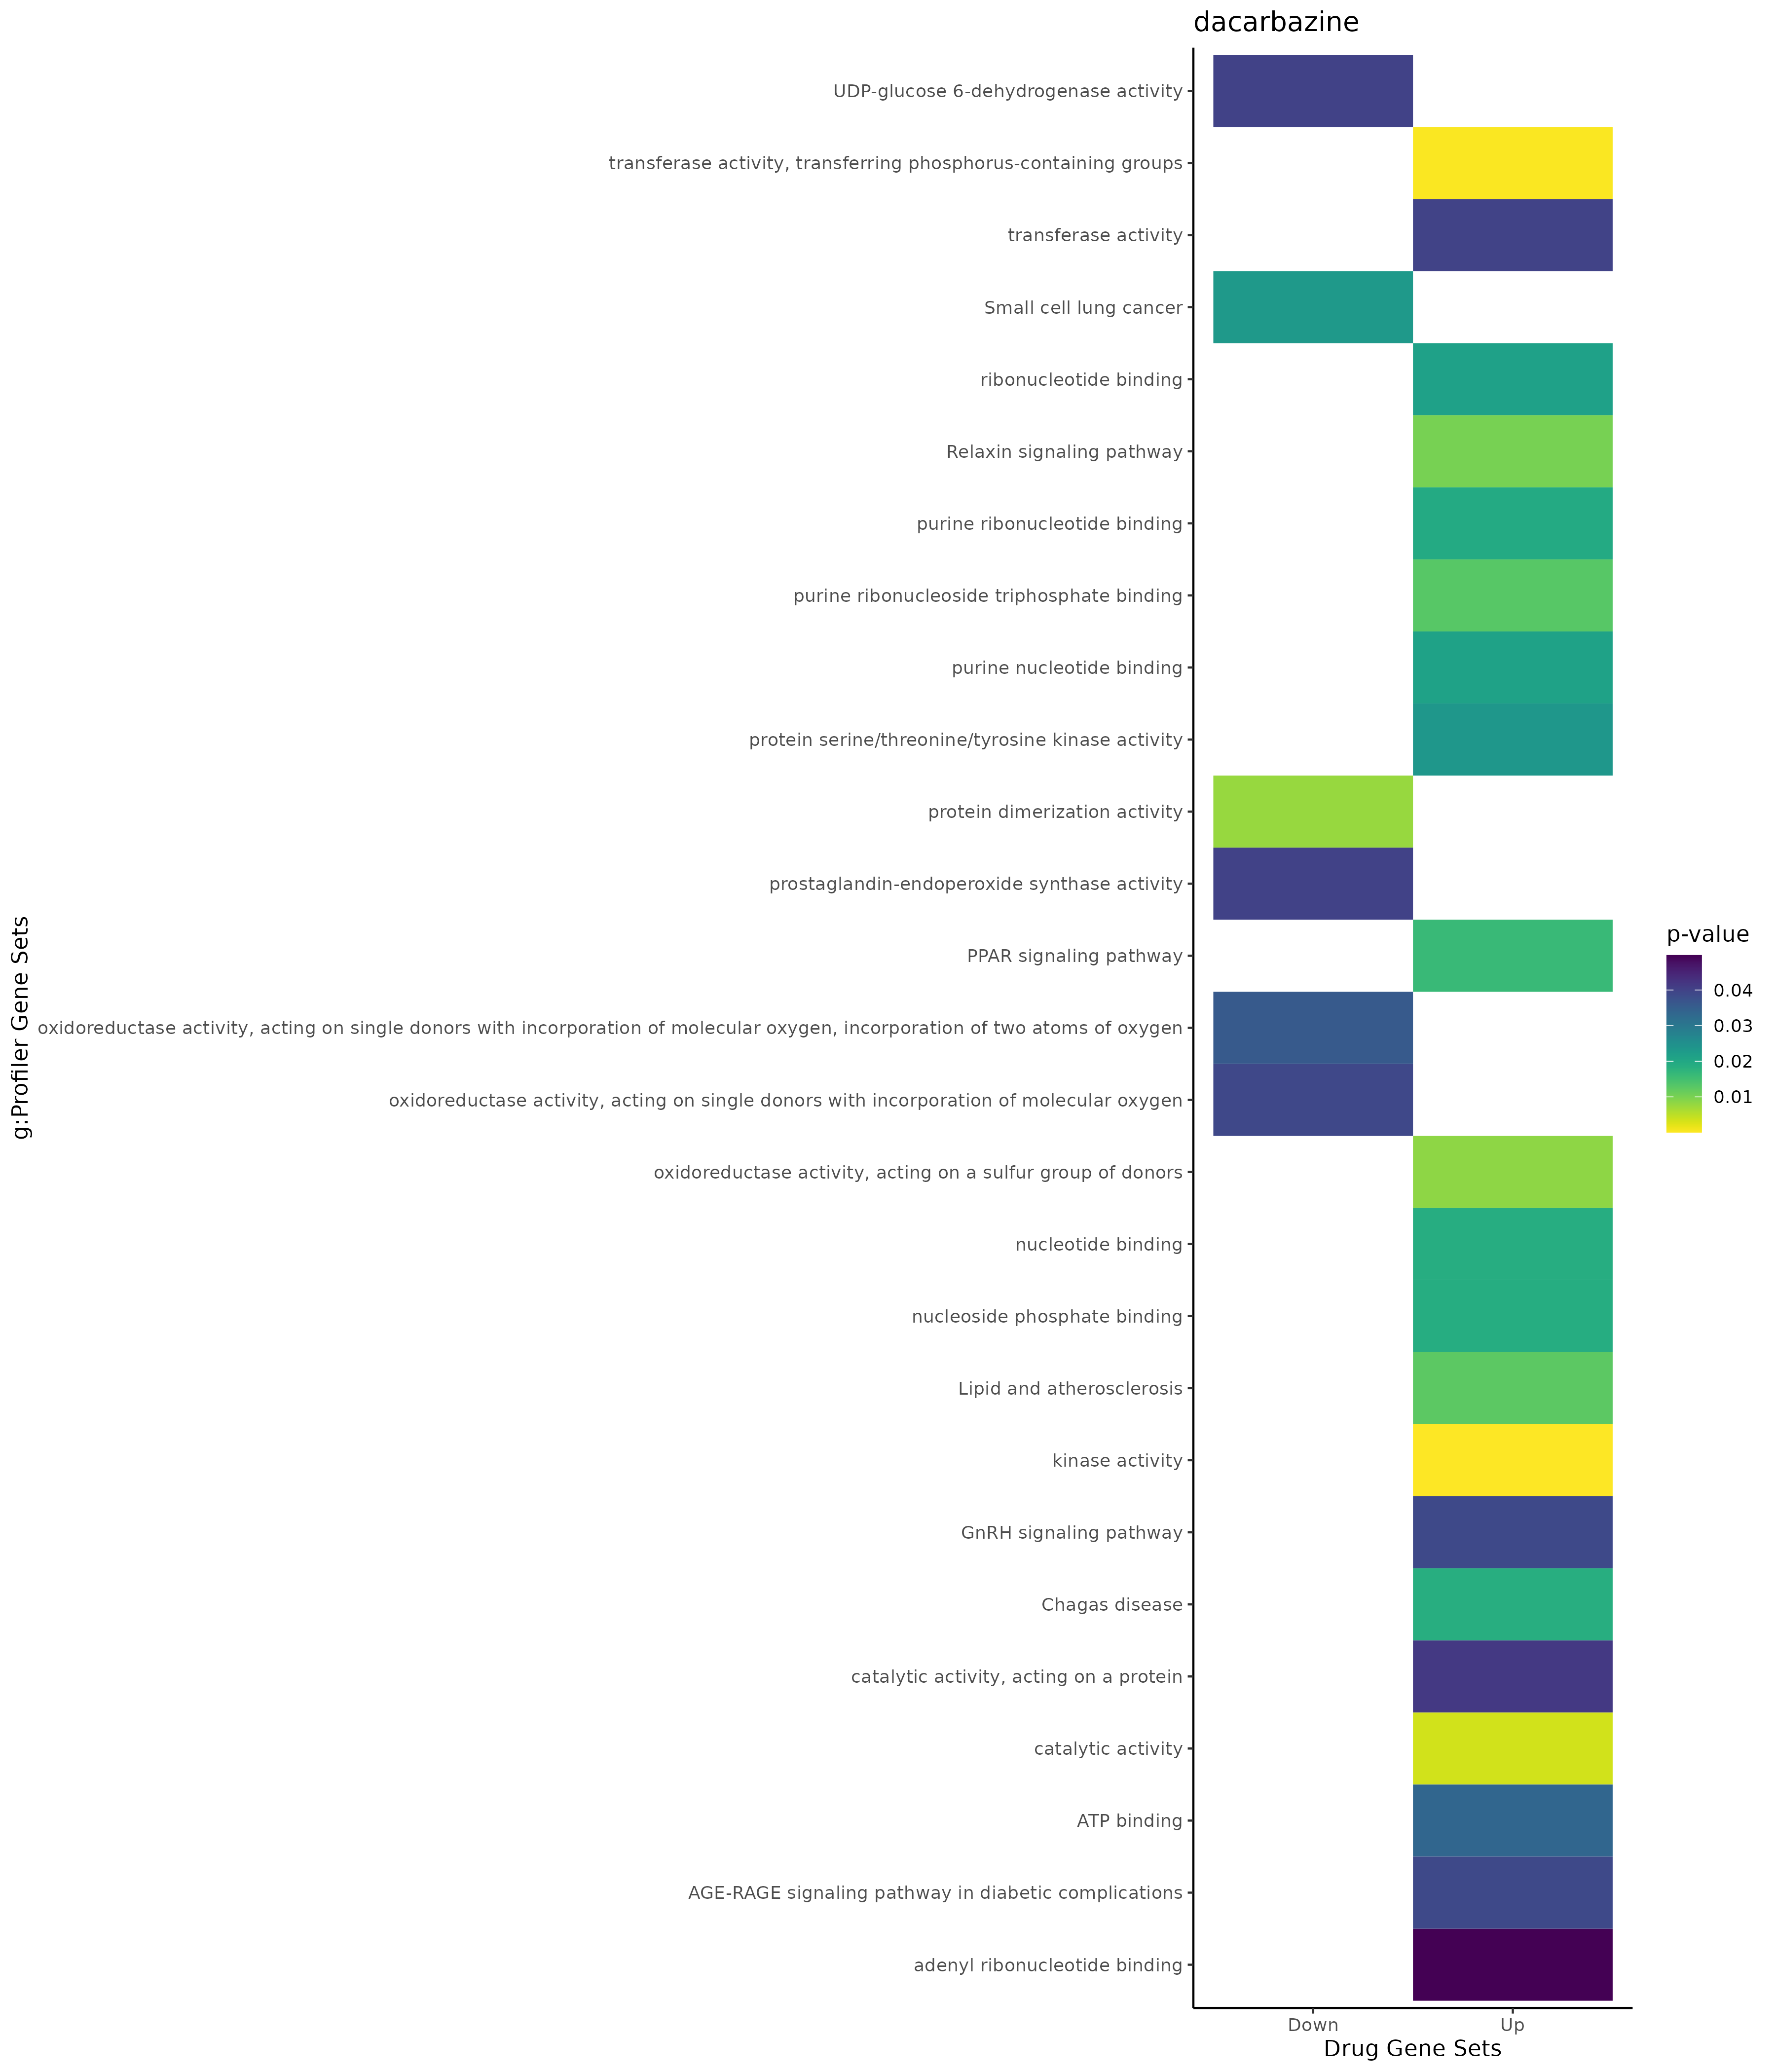 dacarbazine
UDP-glucose 6-dehydrogenase activity
transferase activity, transferring phosphorus-containing groups
transferase activity
Small cell lung cancer
ribonucleotide binding
Relaxin signaling pathway
purine ribonucleotide binding
purine ribonucleoside triphosphate binding
purine nucleotide binding
protein serine/threonine/tyrosine kinase activity
protein dimerization activity
prostaglandin-endoperoxide synthase activity
PPAR signaling pathway
oxidoreductase activity, acting on single donors with incorporation of molecular oxygen, incorporation of two atoms of oxygen
oxidoreductase activity, acting on single donors with incorporation of molecular oxygen
oxidoreductase activity, acting on a sulfur group of donors
nucleotide binding
nucleoside phosphate binding
Lipid and atherosclerosis
kinase activity
GnRH signaling pathway
Chagas disease
catalytic activity, acting on a protein
catalytic activity
ATP binding
AGE-RAGE signaling pathway in diabetic complications
adenyl ribonucleotide binding
g:Profiler Gene Sets
Down Up
Drug Gene Sets
p-value
0.04
0.03
0.02
0.01